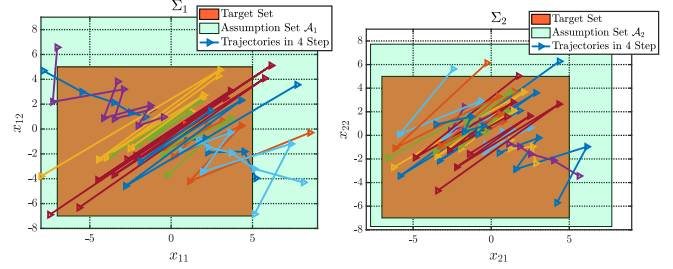 Σ₁
Target Set
Assumption Set 𝒜₁
Trajectories in 4 Step
8
6
4
2
0
-2
-4
-6
-8
x₁₂
-5
0
5
x₁₁
Σ₂
Target Set
Assumption Set 𝒜₂
Trajectories in 4 Step
8
6
4
2
0
-2
-4
-6
-8
x₂₂
-5
0
5
x₂₁